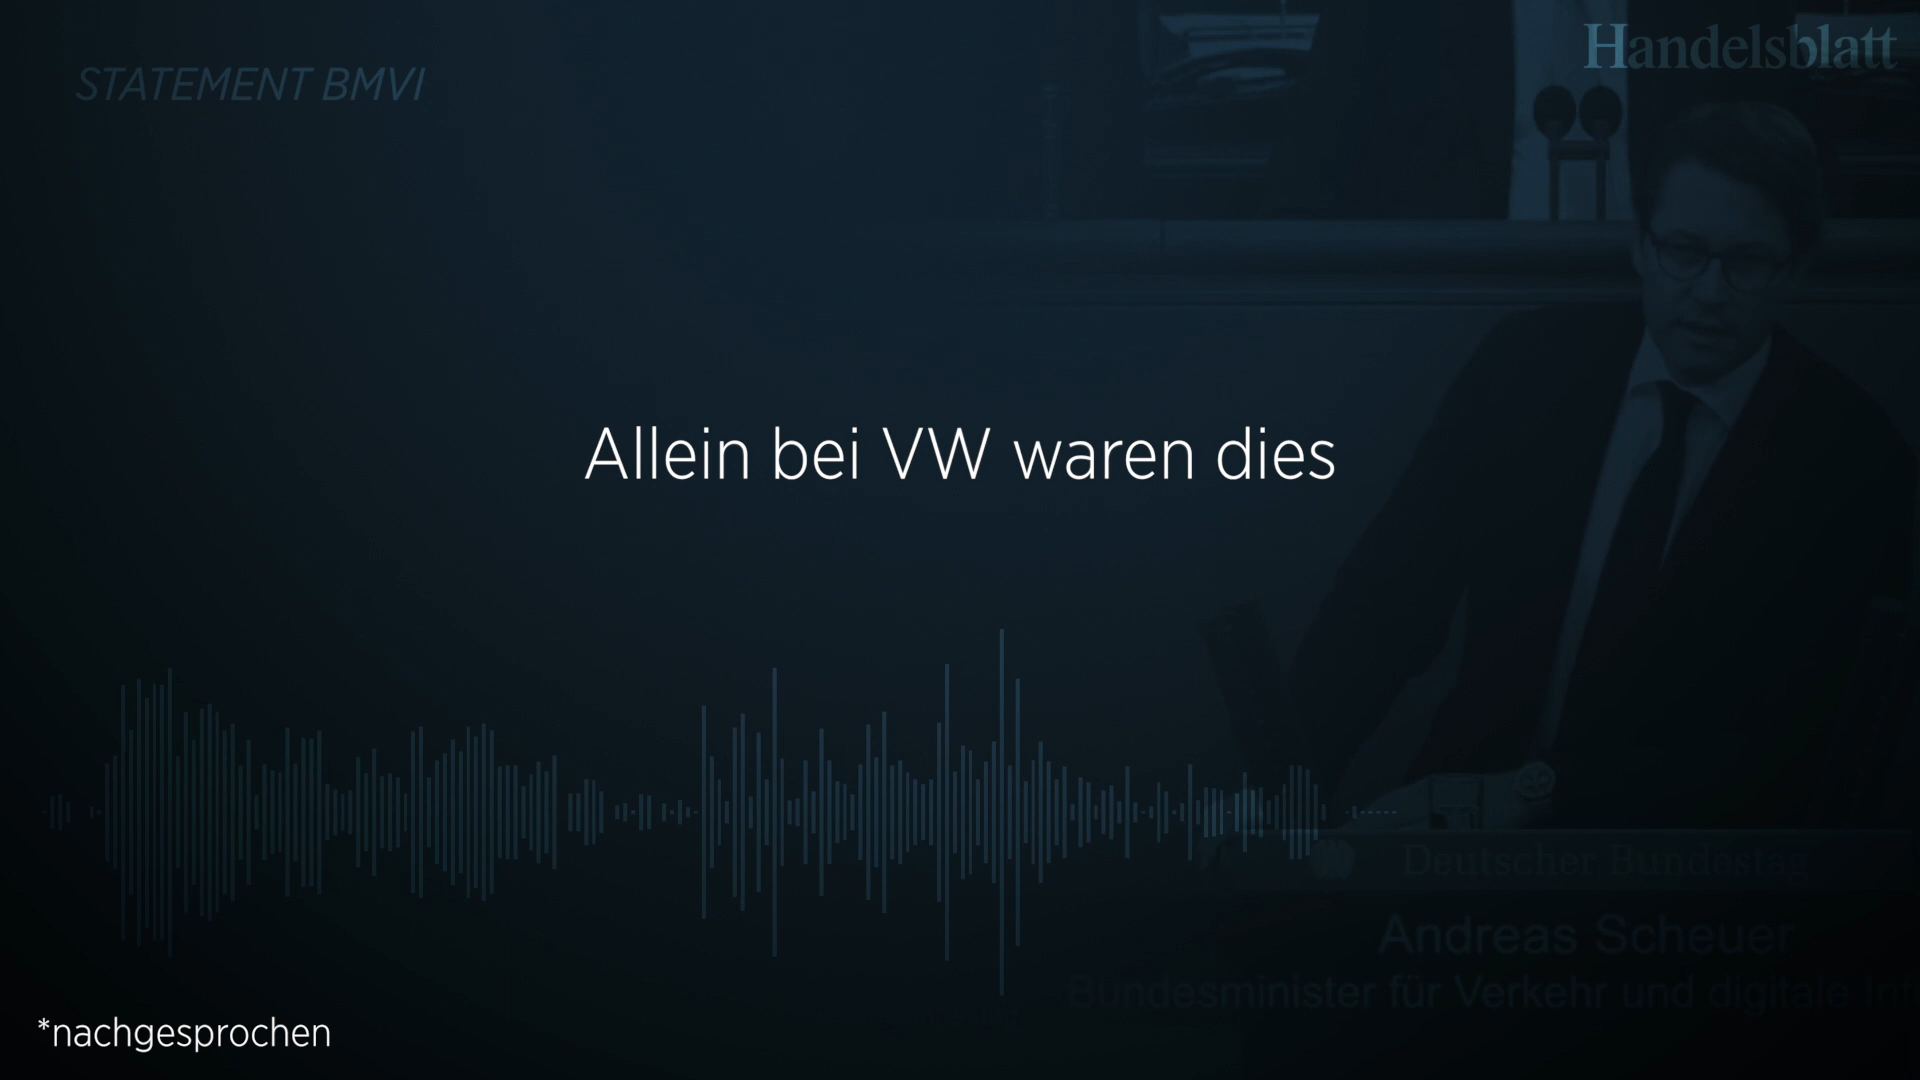 Handelsblatt
STATEMENT BMVI
Allein bei VW waren dies
Deutscher Bundestag
Andreas Scheuer
Bundesminister für Verkehr und digitale
*nachgesprochen